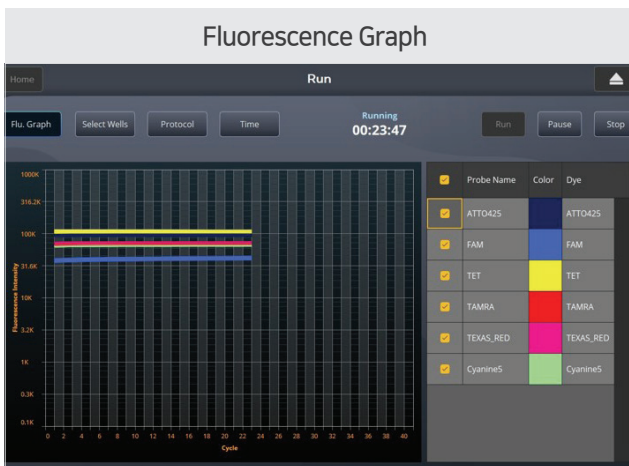 Fluorescence Graph
Home
Run
Flu. Graph
Select Wells
Protocol
Time
Running
00:23:47
Run
Pause
Stop
Probe Name Color Dye
ATTO425 ATTO425
FAM FAM
TET TET
TAMRA TAMRA
TEXAS_RED TEXAS_RED
Cyanine5 Cyanine5
Fluorescence Intensity
1000K
316.2K
100K
31.6K
10K
3.2K
1K
0.3K
0.1K
0 2 4 6 8 10 12 14 16 18 20 22 24 26 28 30 32 34 36 38 40
Cycle